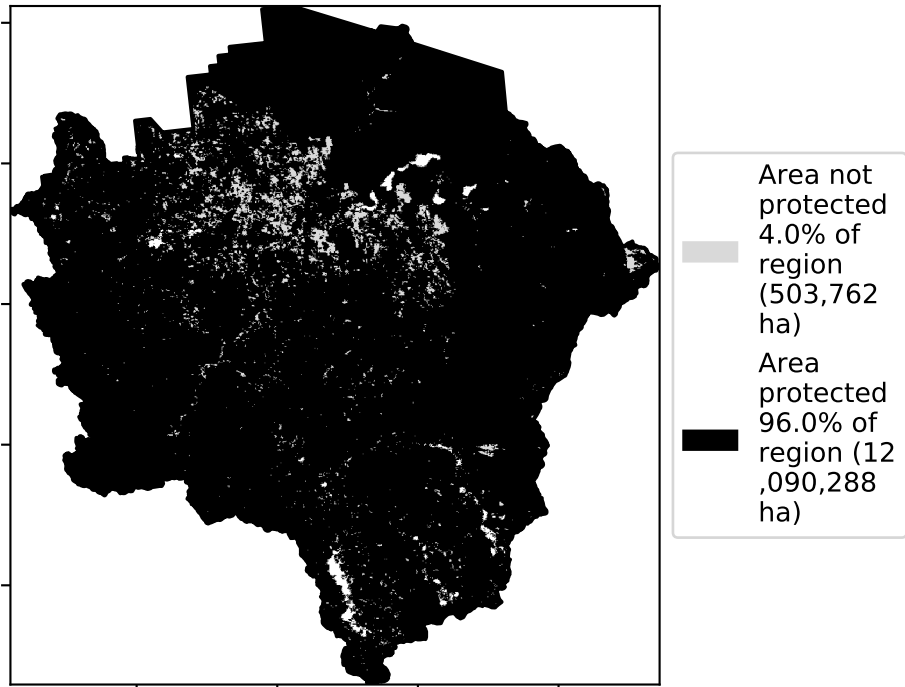 Area not
protected
4.0% of
region
(503,762
ha)
Area
protected
96.0% of
region (12
,090,288
ha)